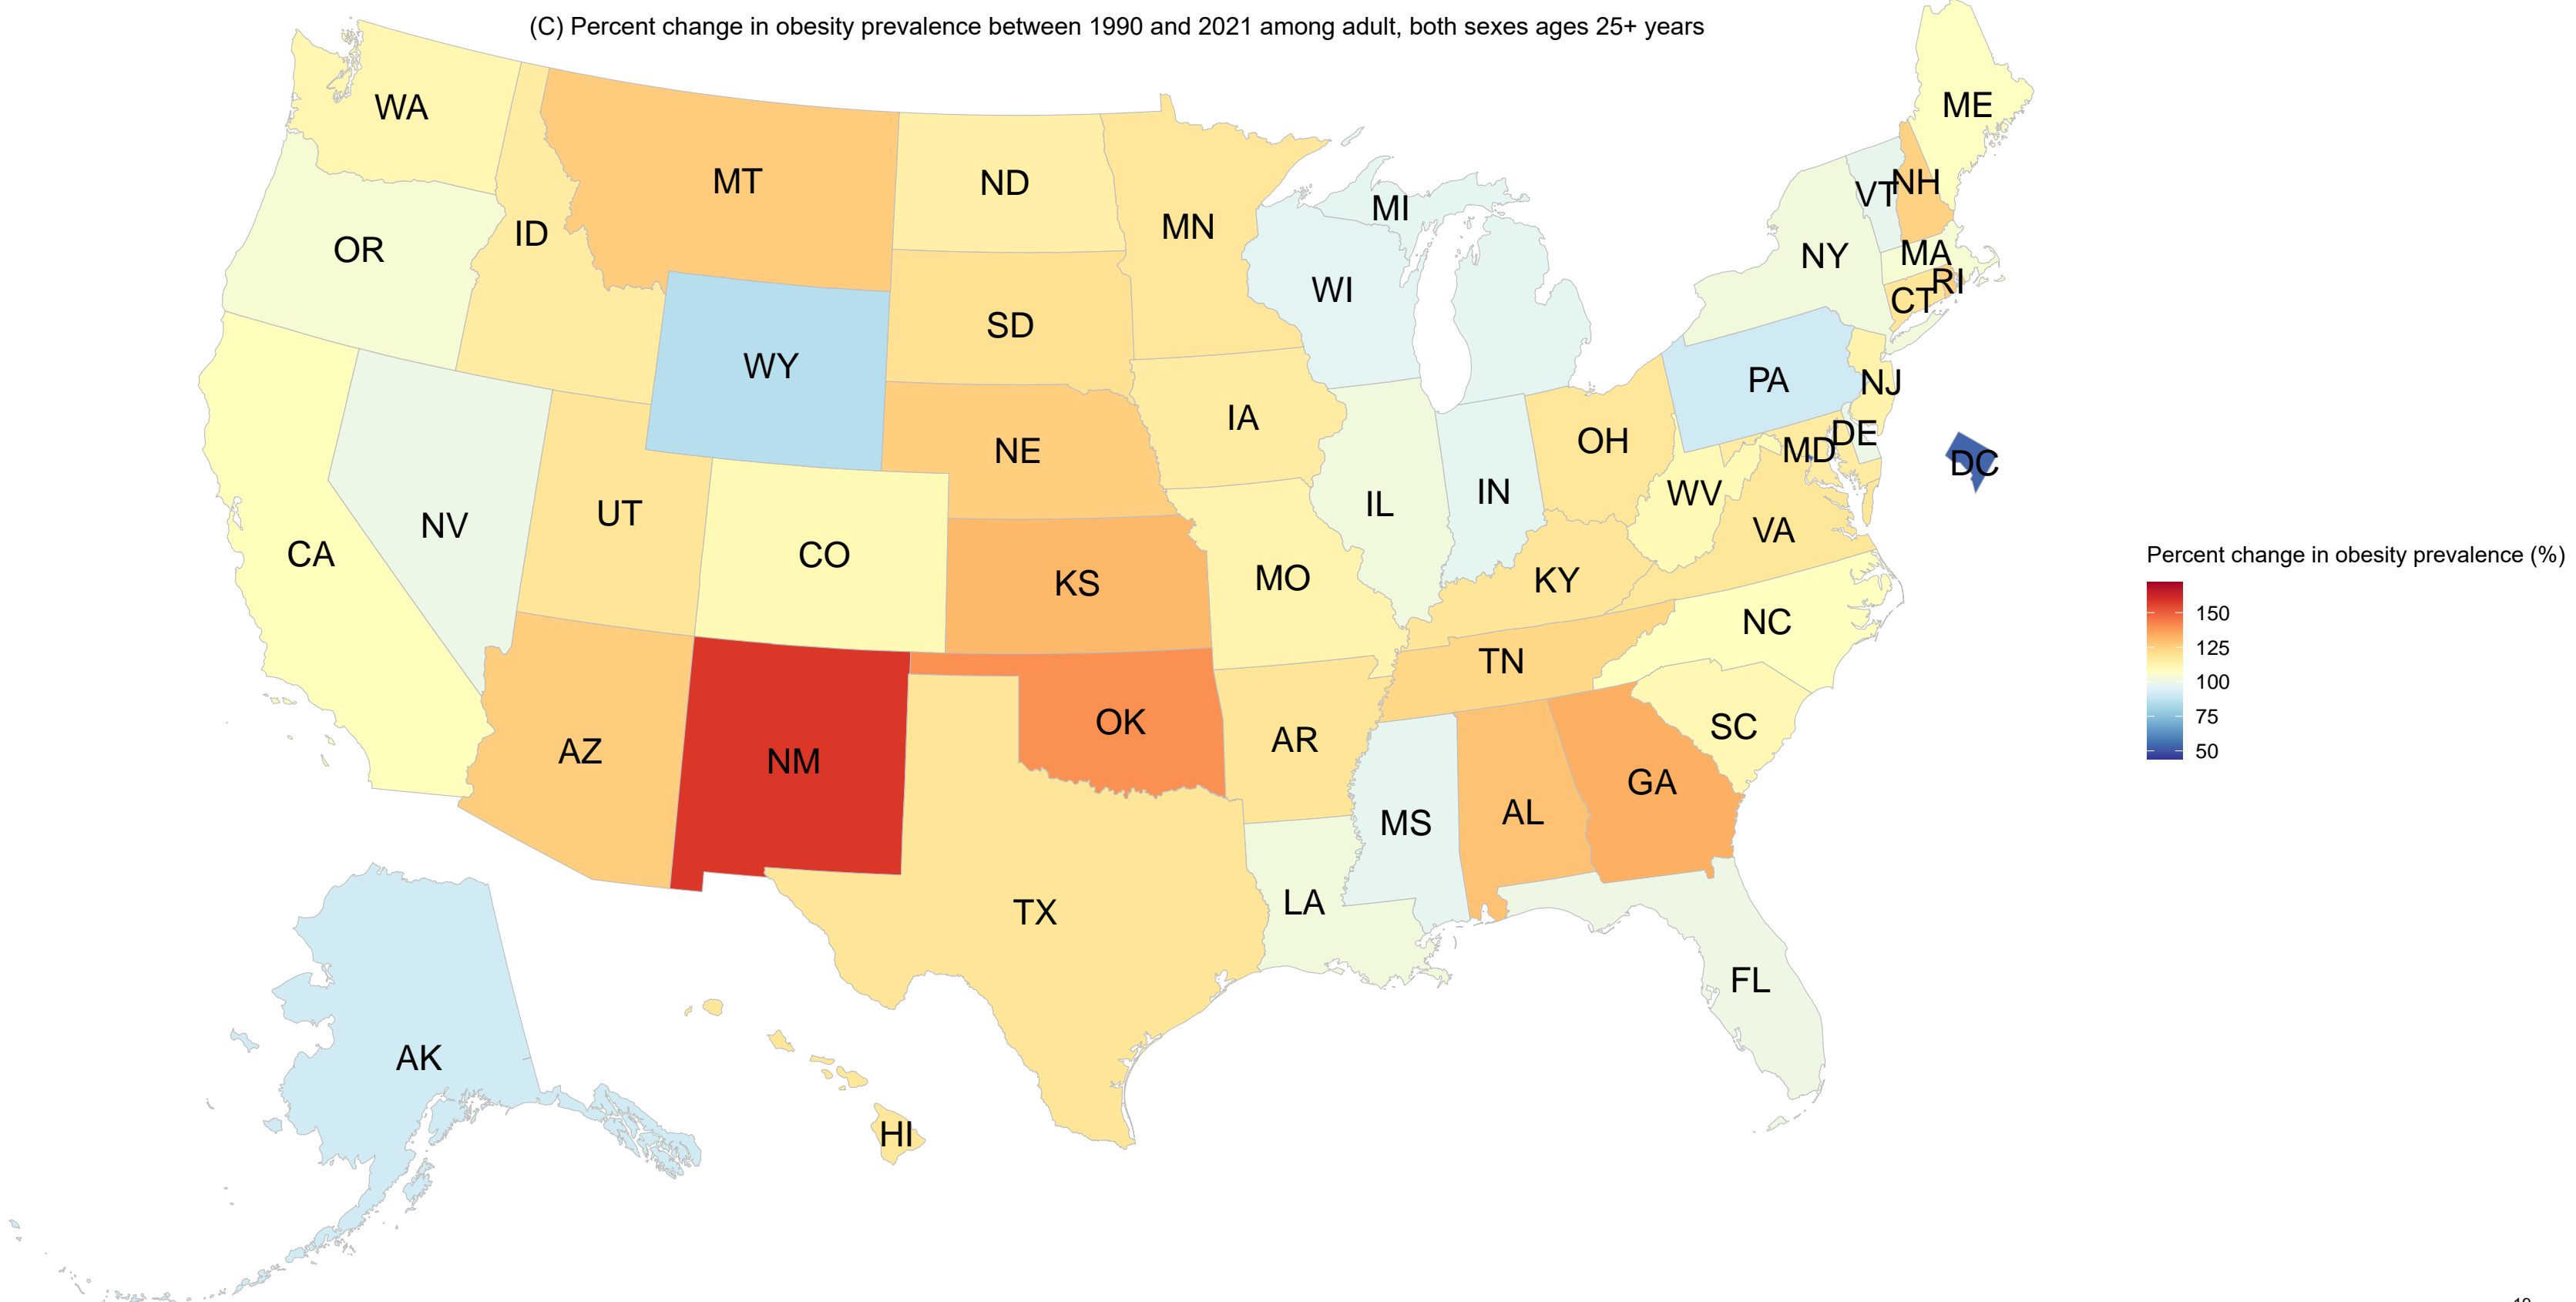 (C) Percent change in obesity prevalence between 1990 and 2021 among adult, both sexes ages 25+ years
WA
MT
ND
MN
ME
OR
ID
SD
WI
MI
VT
NH
NY
MA
RI
CT
WY
NE
IA
PA
NJ
OH
MD
DE
DC
CA
NV
UT
CO
KS
MO
IL
IN
WV
VA
KY
NC
TN
AZ
NM
OK
AR
SC
MS
AL
GA
TX
LA
FL
AK
HI
Percent change in obesity prevalence (%)
150
125
100
75
50